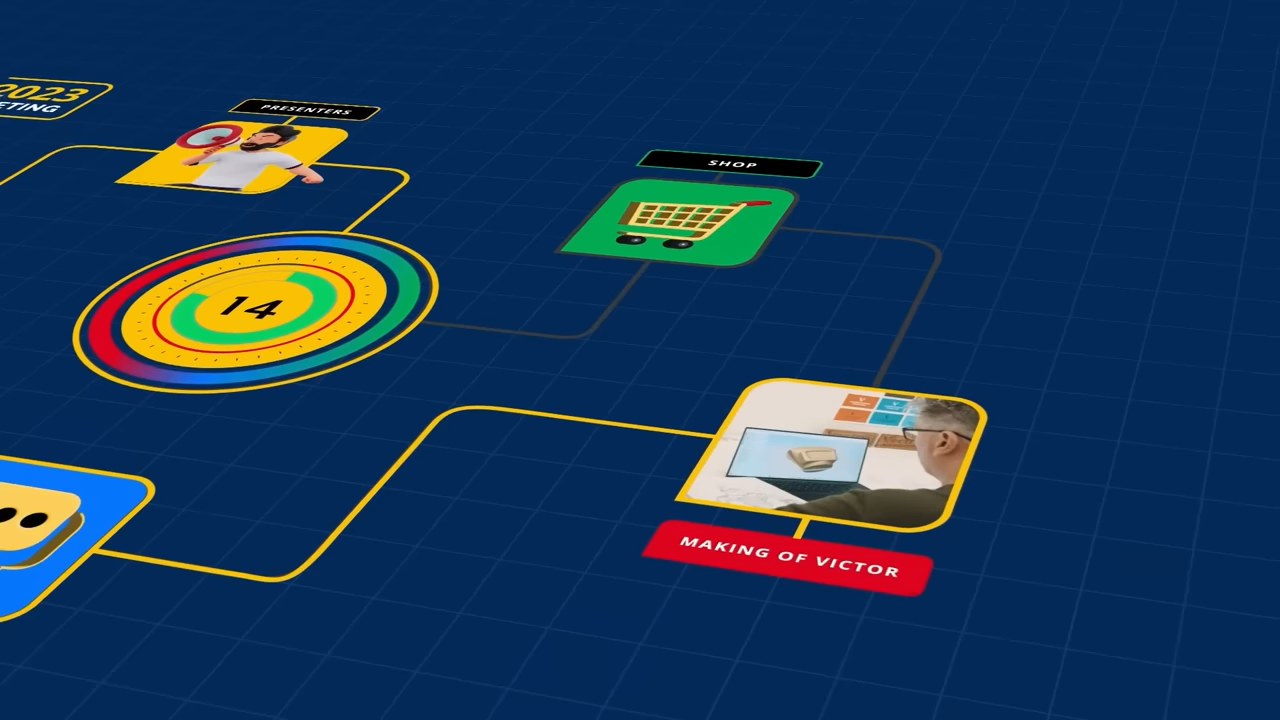 2023
ETING
PRESENTERS
SHOP
14
MAKING OF VICTOR